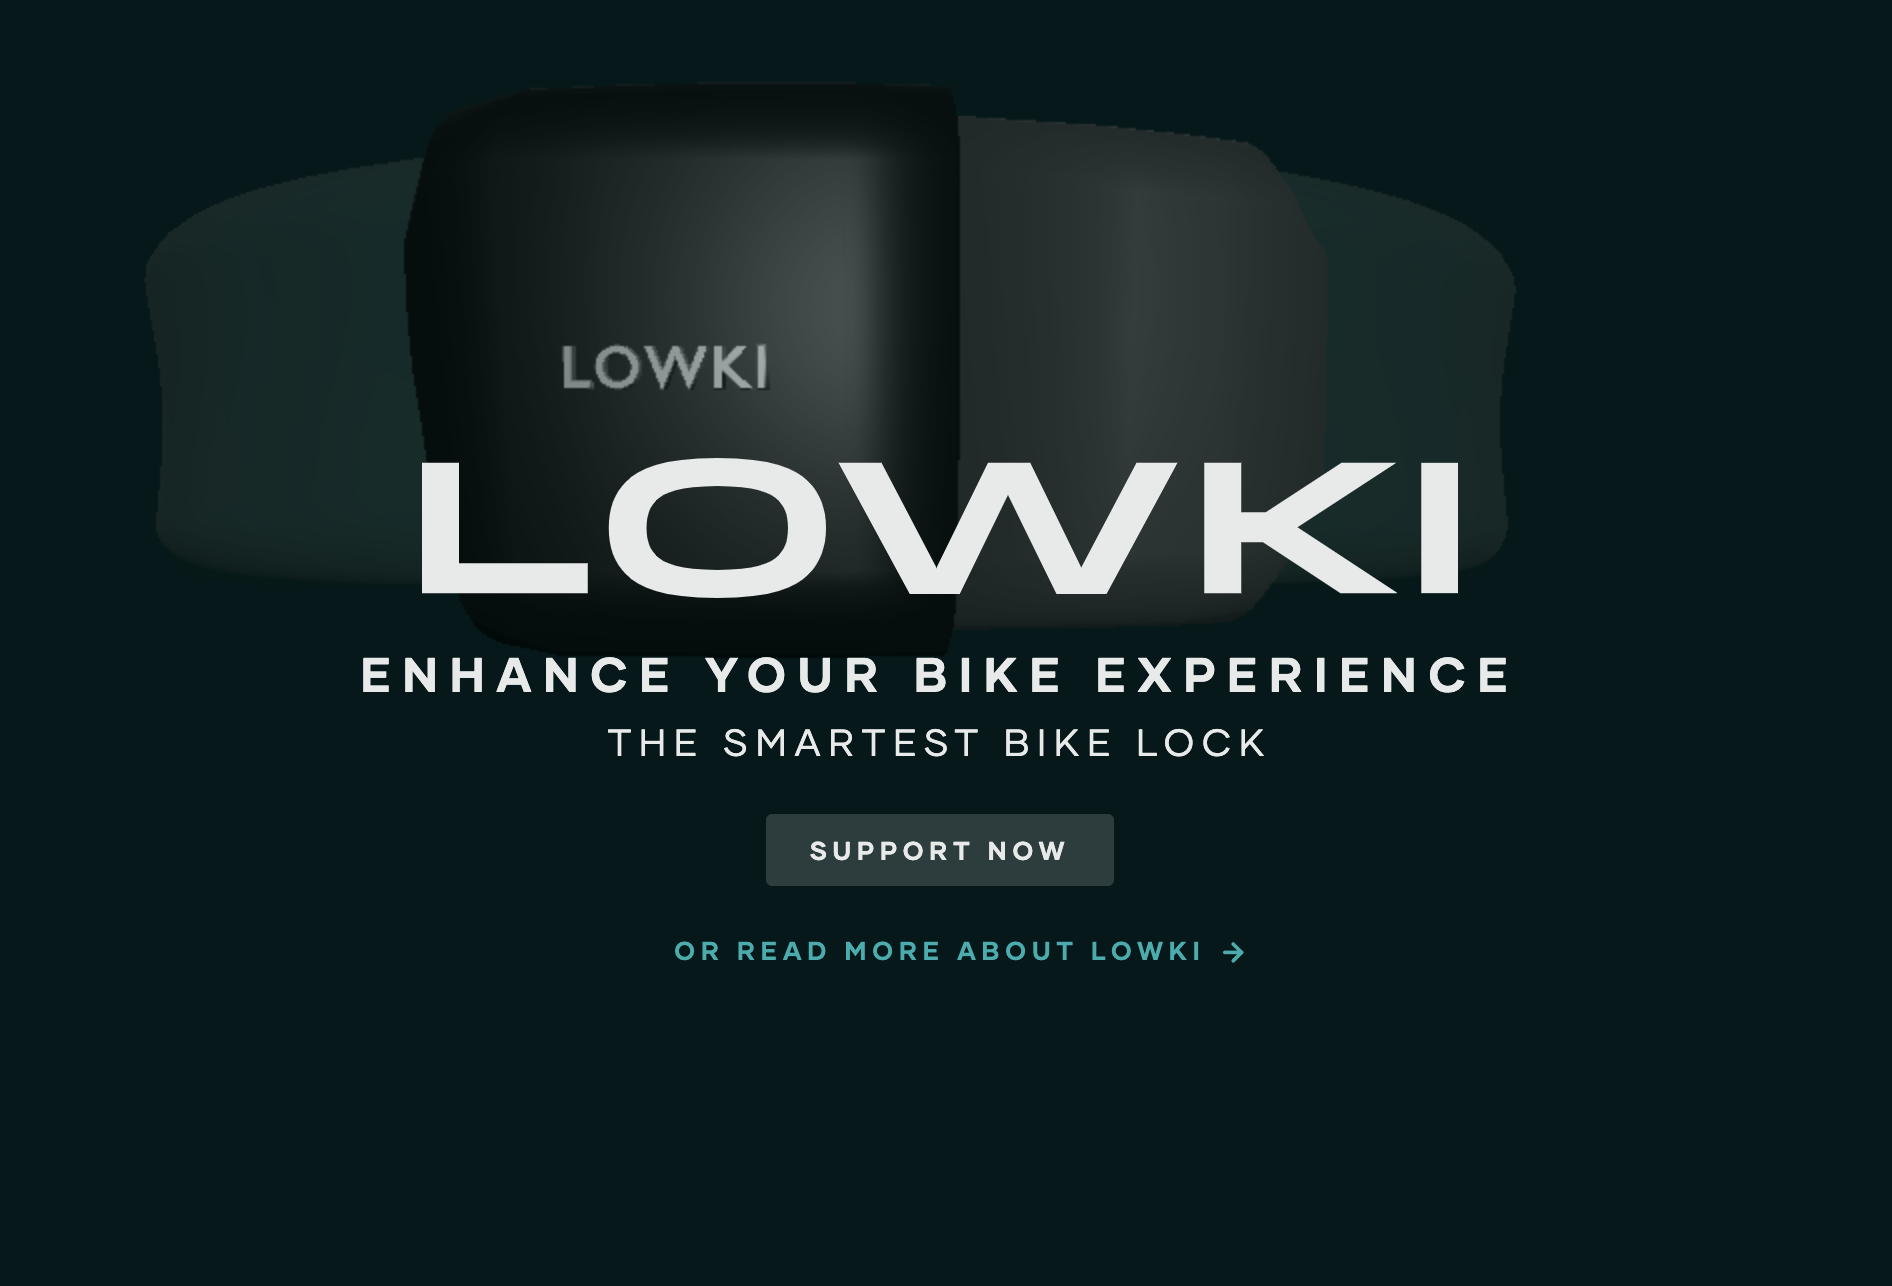 LOWKI
LOWKI
ENHANCE YOUR BIKE EXPERIENCE
THE SMARTEST BIKE LOCK
SUPPORT NOW
OR READ MORE ABOUT LOWKI →